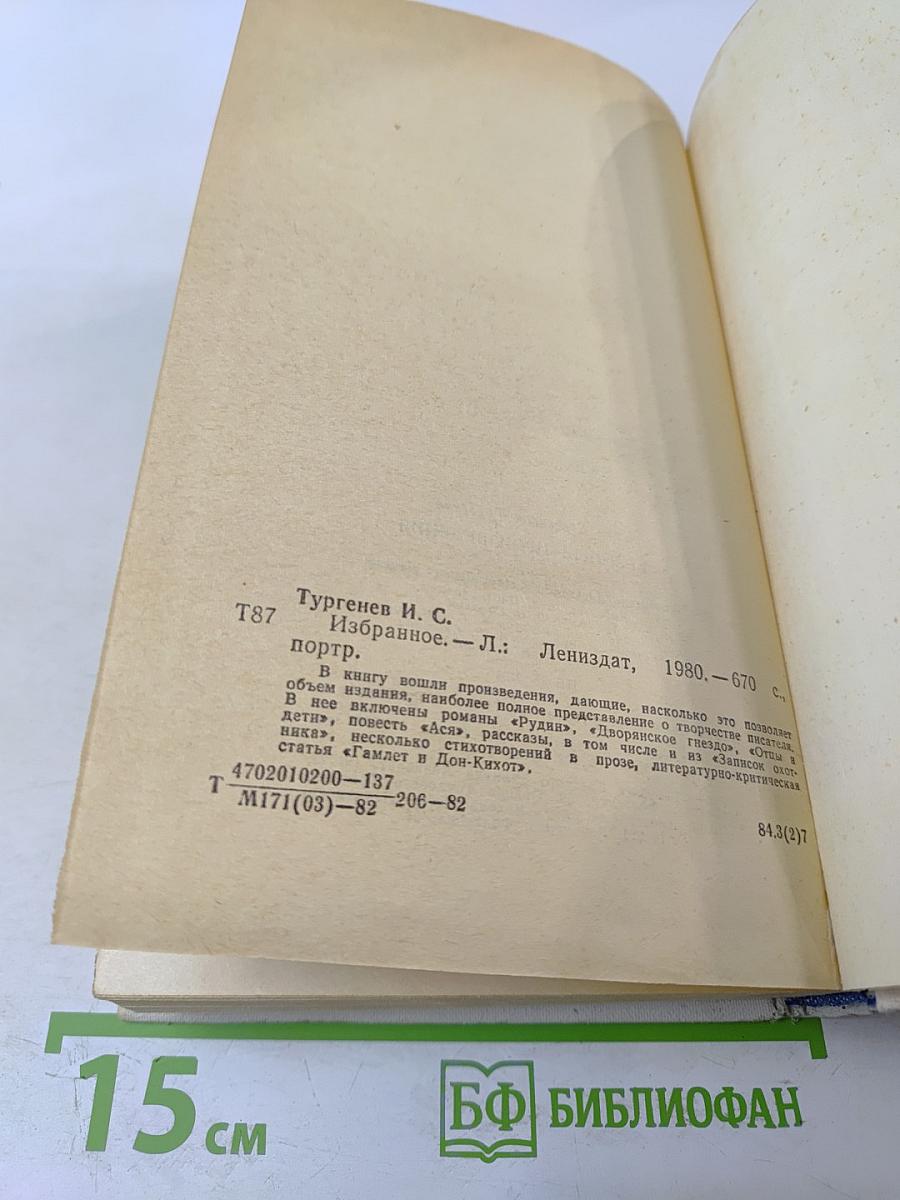 Тургенев И. С.
Т87 Избранное. — Л.: Лениздат, 1980. — 670 с.,
портр.
В книгу вошли произведения, дающие, насколько это позволяет
объем издания, наиболее полное представление о творчестве писателя.
В нее включены романы «Рудин», «Дворянское гнездо», «Отцы и
дети», повесть «Ася», рассказы, в том числе и из «Записок охот-
ника», несколько стихотворений в прозе, литературно-критическая
статья «Гамлет и Дон-Кихот».
4702010200—137
Т 206—82
М171(03)—82
84.3(2)7
15 см
БФ БИБЛИОФАН